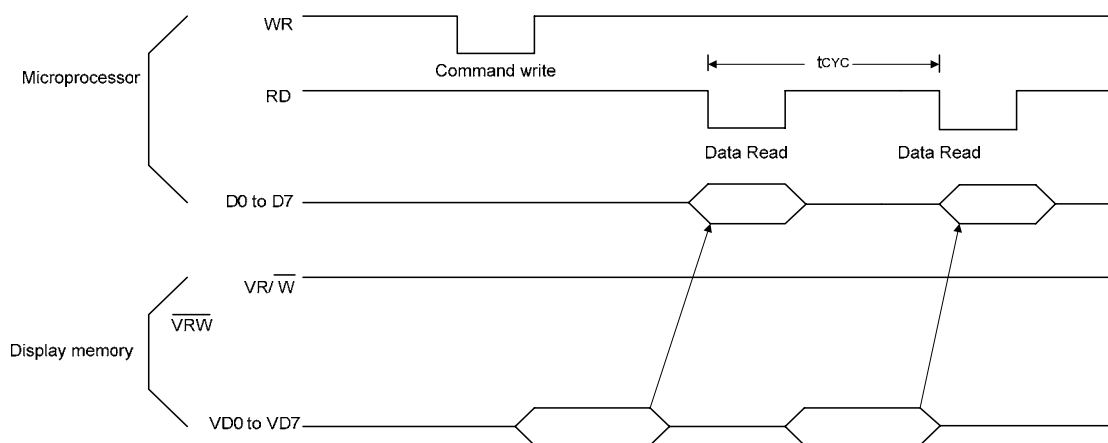 WR
Command write
Microprocessor
tCYC
RD
Data Read
Data Read
D0 to D7
VR/ W
VRW
Display memory
VD0 to VD7